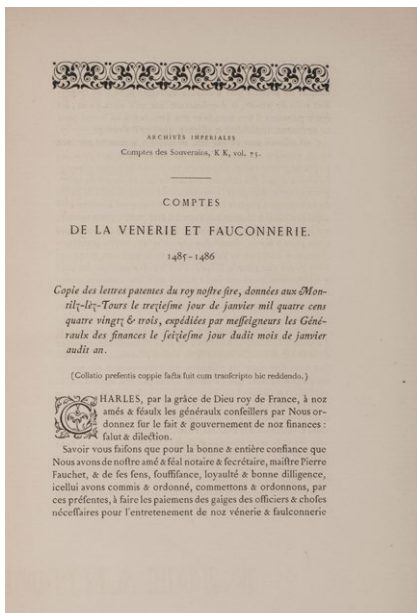 ARCHIVES IMPÉRIALES
Comptes des Souverains, KK, vol. 75.
COMPTES
DE LA VENERIE ET FAUCONNERIE.
1485-1486
Copie des lettres patentes du roy noſtre ſire, données aux Mon-
tilz-lèz-Tours le trezieſme jour de janvier mil quatre cens
quatre vingtz & trois, expédiées par meſſeigneurs les Géné-
raulx des finances le ſeizieſme jour dudit mois de janvier
audit an.
(Collatio preſentis coppie facta fuit cum tranſcripto hic reddendo.)
CHARLES, par la grâce de Dieu roy de France, à noz
amés & féaulx les généraulx conſeillers par Nous or-
donnez ſur le fait & gouvernement de noz finances :
ſalut & dilection.
Savoir vous faiſons que pour la bonne & entière confiance que
Nous avons de noſtre amé & féal notaire & ſecrétaire, maiſtre Pierre
Fauchet, & de ſes ſens, ſouffiſance, loyaulté & bonne dilligence,
icellui avons commis & ordonné, commettons & ordonnons, par
ces préſentes, à faire les paiemens des gaiges des officiers & choſes
néceſſaires pour l'entretenement de noz vénerie & faulconnerie